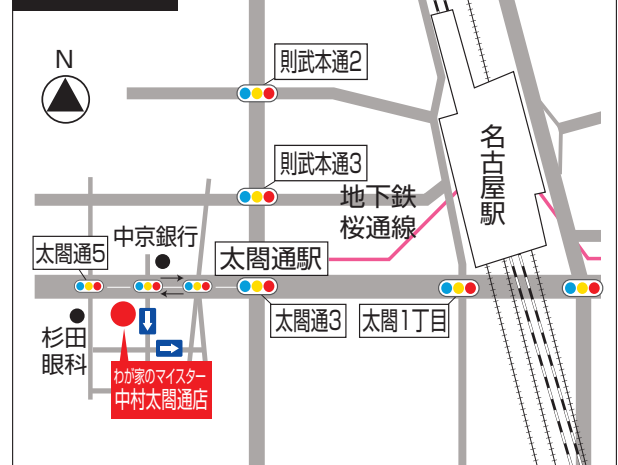 N
則武本通2
則武本通3
名古屋駅
地下鉄
桜通線
中京銀行
太閤通5
太閤通駅
太閤通3
太閤1丁目
杉田
眼科
わが家のマイスター
中村太閤通店